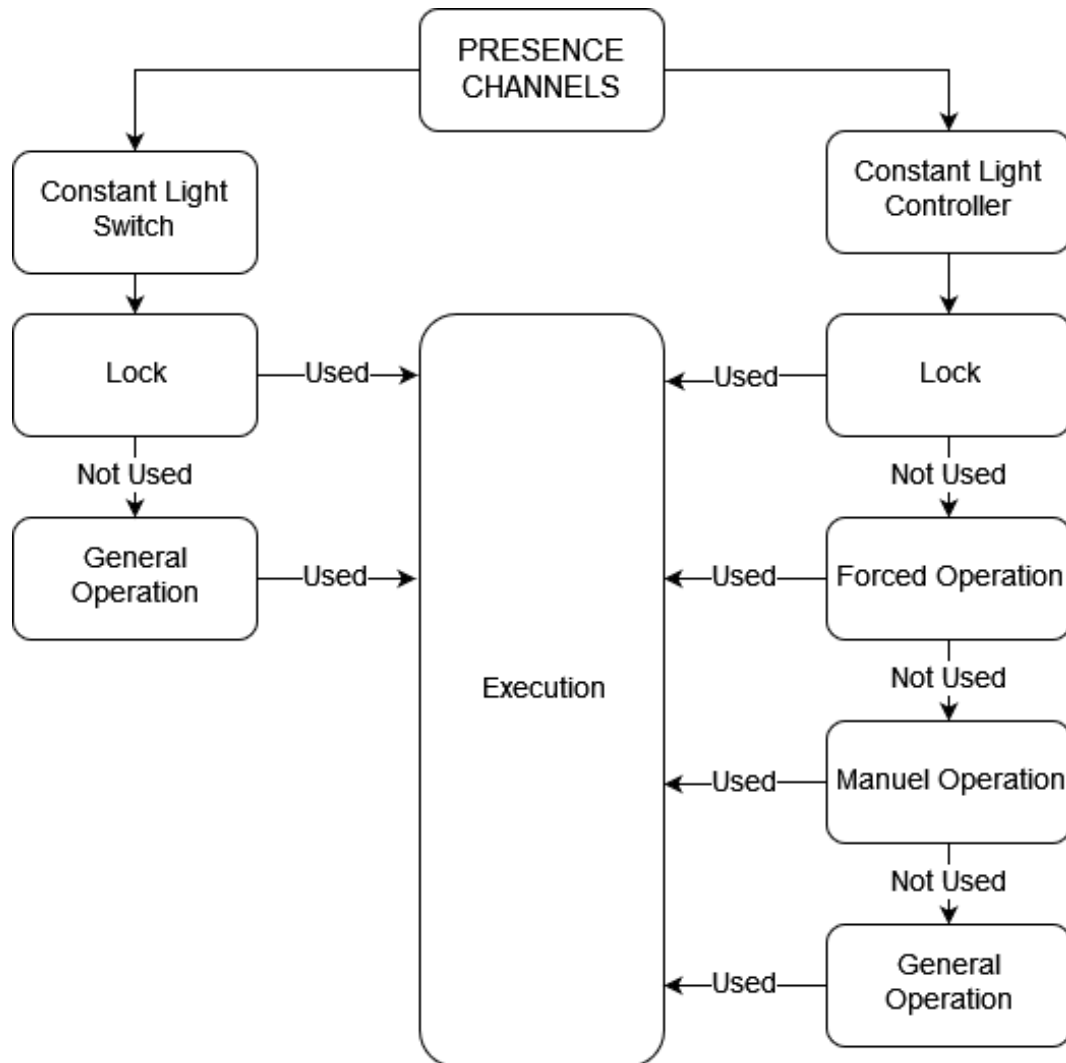 PRESENCE
CHANNELS
Constant Light
Switch
Constant Light
Controller
Lock
Used
Used
Lock
Not Used
Not Used
General
Operation
Used
Used
Forced Operation
Not Used
Execution
Used
Manuel Operation
Not Used
Used
General
Operation